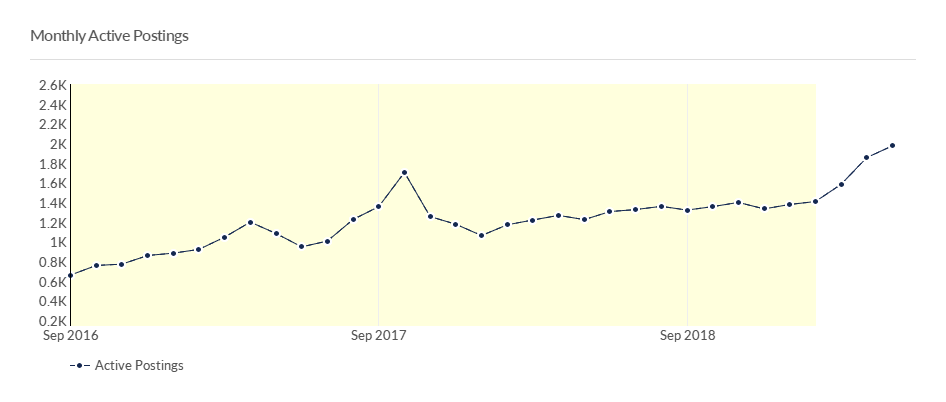 Monthly Active Postings
2.6K
2.4K
2.2K
2K
1.8K
1.6K
1.4K
1.2K
1K
0.8K
0.6K
0.4K
0.2K
Sep 2016 Sep 2017 Sep 2018
Active Postings